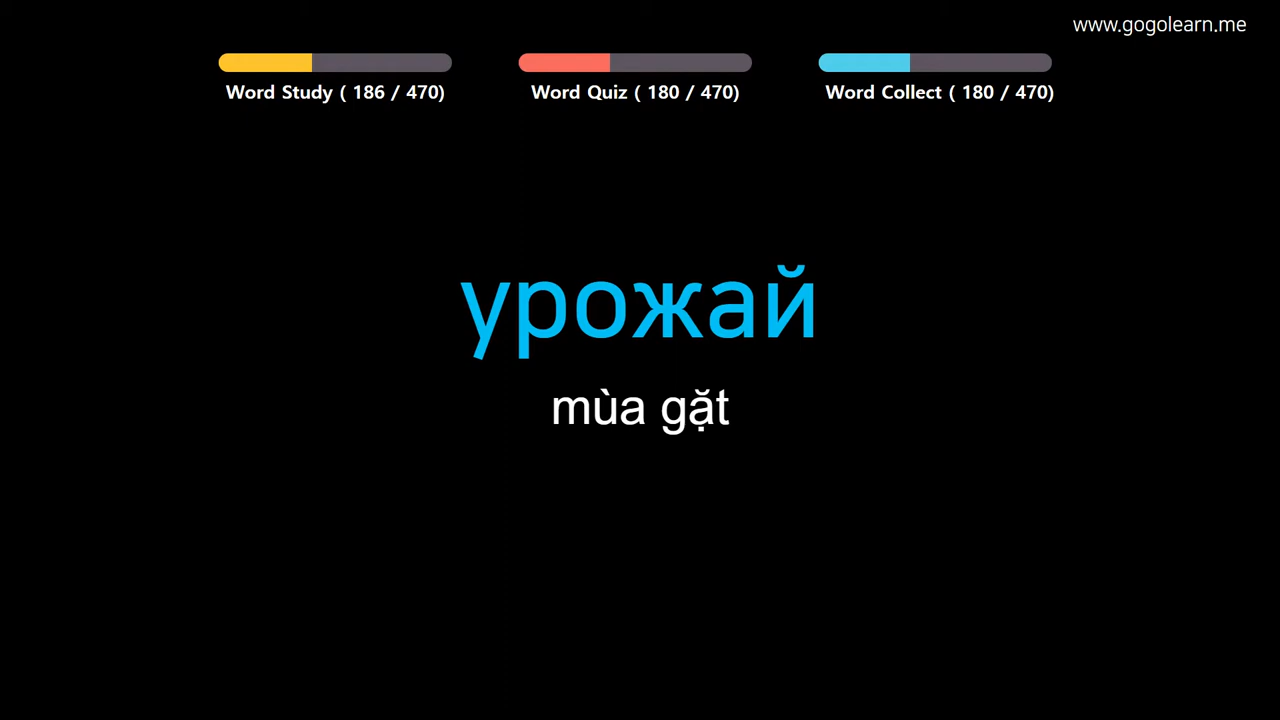 www.gogolearn.me
Word Study ( 186 / 470)
Word Quiz ( 180 / 470)
Word Collect ( 180 / 470)
урожай
mùa gặt